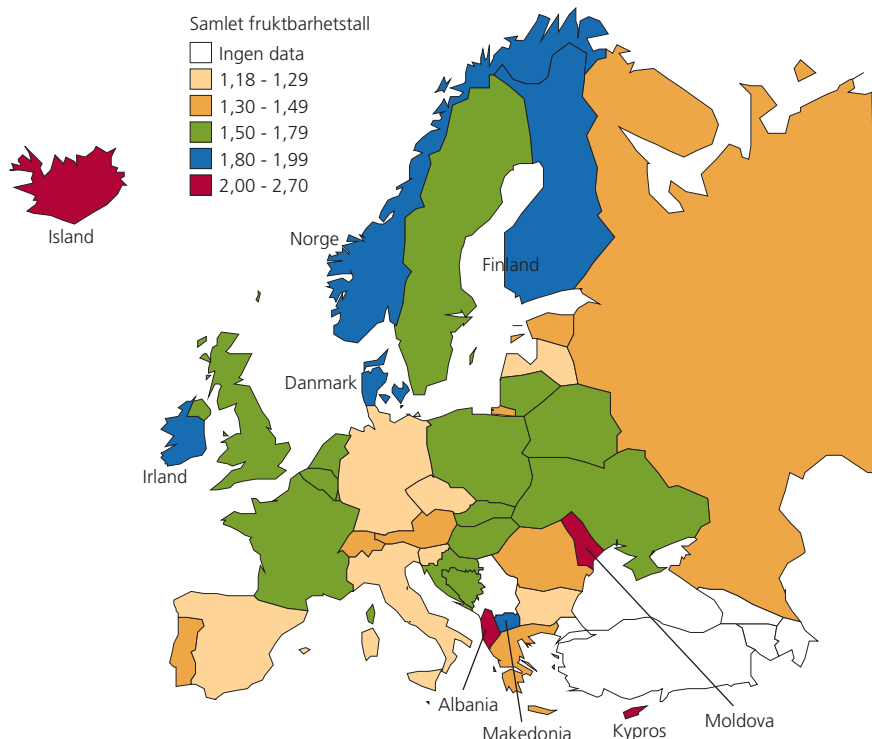 Samlet fruktbarhetstall
Ingen data
1,18 - 1,29
1,30 - 1,49
1,50 - 1,79
1,80 - 1,99
2,00 - 2,70
Island
Norge
Finland
Danmark
Irland
Albania
Makedonia
Kypros
Moldova